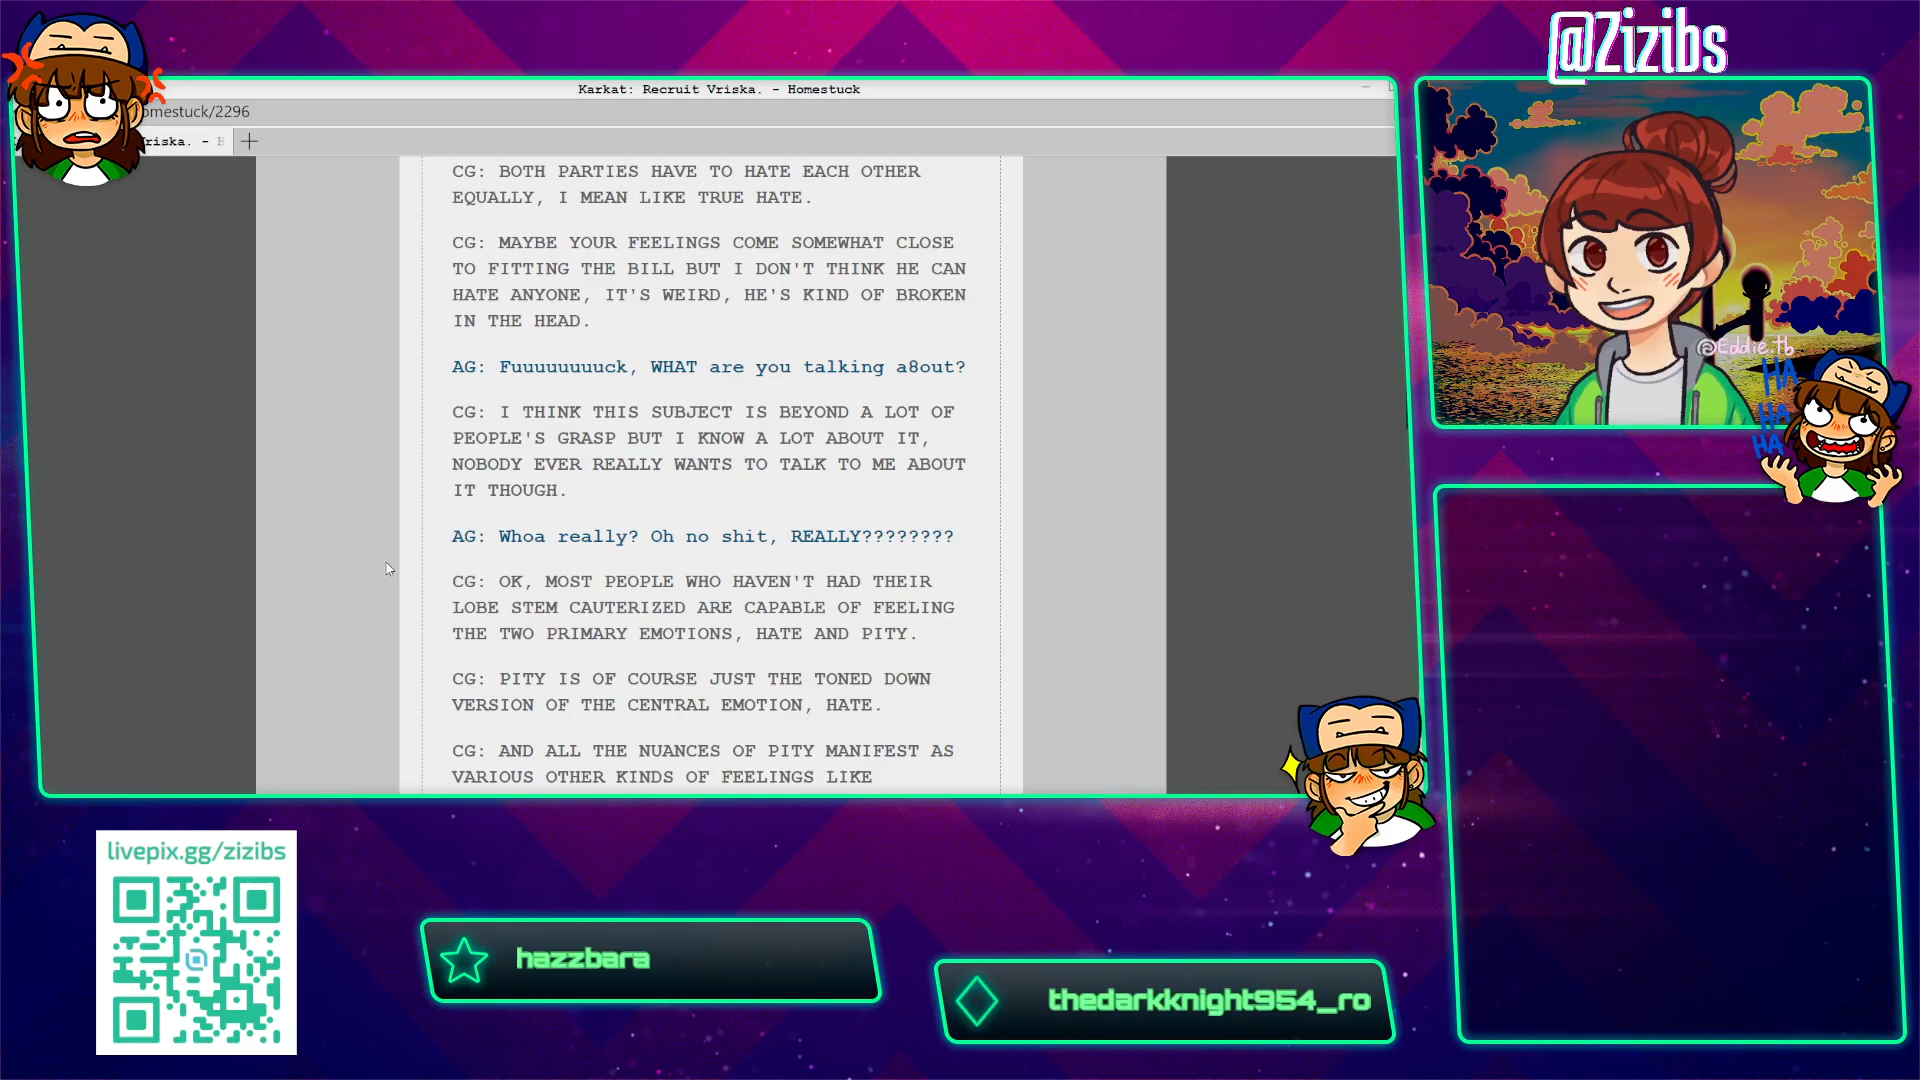 @Zizibs
Karkat: Recruit Vriska. - Homestuck
omestuck/2296
riska. - H
CG: BOTH PARTIES HAVE TO HATE EACH OTHER
EQUALLY, I MEAN LIKE TRUE HATE.
CG: MAYBE YOUR FEELINGS COME SOMEWHAT CLOSE
TO FITTING THE BILL BUT I DON'T THINK HE CAN
HATE ANYONE, IT'S WEIRD, HE'S KIND OF BROKEN
IN THE HEAD.
AG: Fuuuuuuuuck, WHAT are you talking a8out?
CG: I THINK THIS SUBJECT IS BEYOND A LOT OF
PEOPLE'S GRASP BUT I KNOW A LOT ABOUT IT,
NOBODY EVER REALLY WANTS TO TALK TO ME ABOUT
IT THOUGH.
AG: Whoa really? Oh no shit, REALLY????????
CG: OK, MOST PEOPLE WHO HAVEN'T HAD THEIR
LOBE STEM CAUTERIZED ARE CAPABLE OF FEELING
THE TWO PRIMARY EMOTIONS, HATE AND PITY.
CG: PITY IS OF COURSE JUST THE TONED DOWN
VERSION OF THE CENTRAL EMOTION, HATE.
CG: AND ALL THE NUANCES OF PITY MANIFEST AS
VARIOUS OTHER KINDS OF FEELINGS LIKE
@Eddie.tb
HA
HA
HA
livepix.gg/zizibs
hazzbara
thedarkknight954_ro